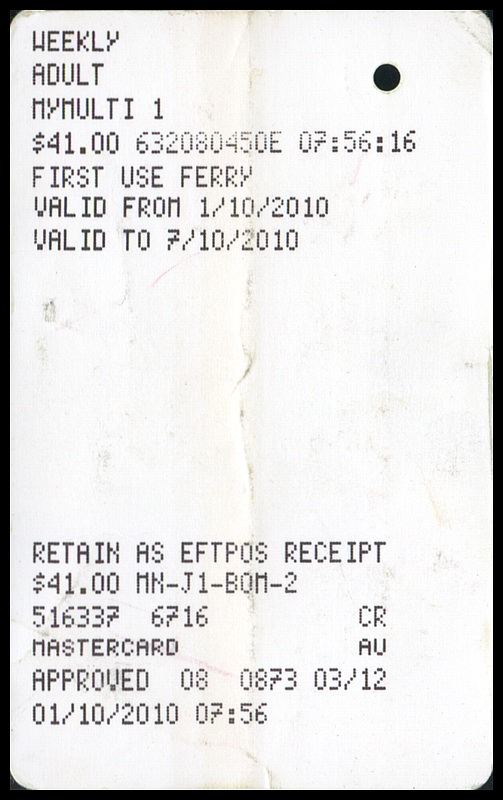 WEEKLY
ADULT
MYMULTI 1
$41.00 632080450E 07:56:16
FIRST USE FERRY
VALID FROM 1/10/2010
VALID TO 7/10/2010
RETAIN AS EFTPOS RECEIPT
$41.00 MN-J1-BOM-2
516337 6716 CR
MASTERCARD AU
APPROVED 08 0873 03/12
01/10/2010 07:56